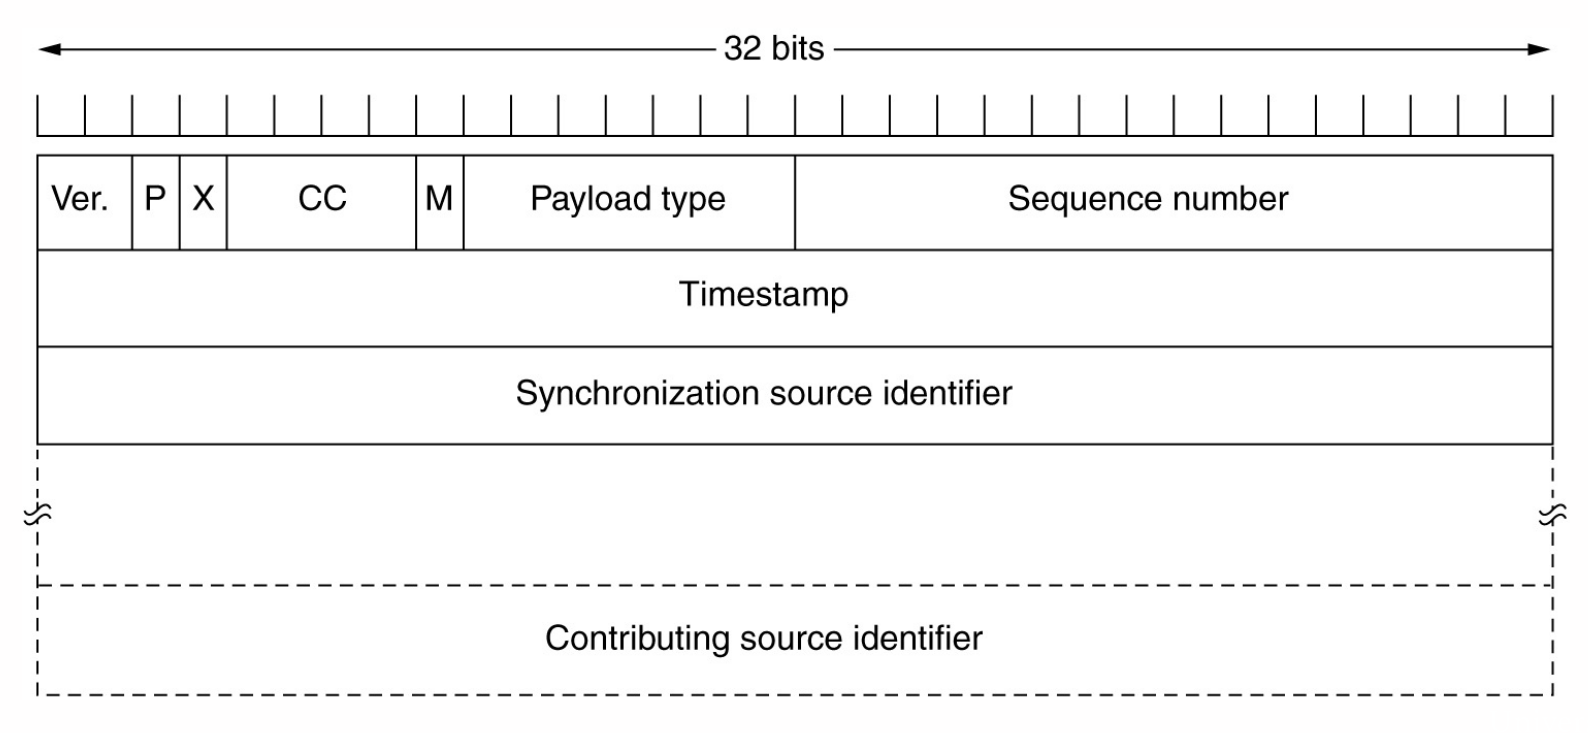 32 bits
Ver. P X CC M Payload type Sequence number
Timestamp
Synchronization source identifier
Contributing source identifier